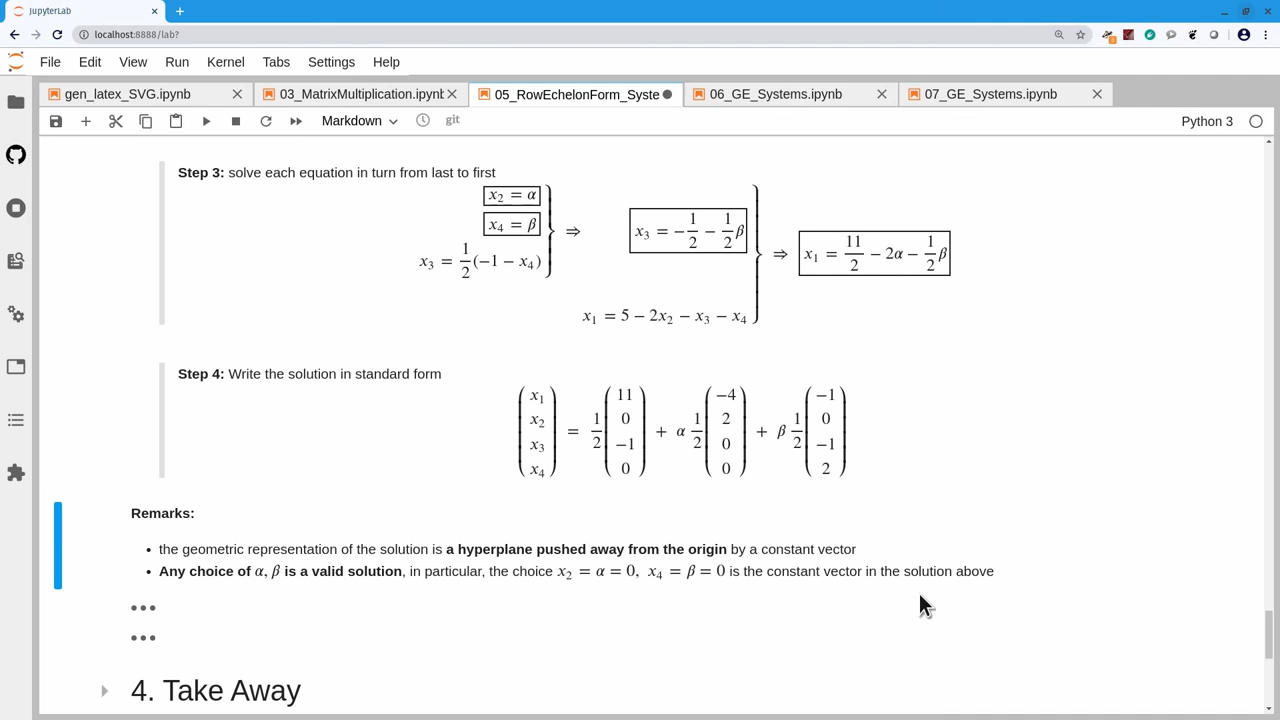 JupyterLab
localhost:8888/lab?
3
File Edit View Run Kernel Tabs Settings Help
gen_latex_SVG.ipynb
03_MatrixMultiplication.ipynb
05_RowEchelonForm_Syste
06_GE_Systems.ipynb
07_GE_Systems.ipynb
Markdown git Python 3
Step 3: solve each equation in turn from last to first
x₂ = α
x₄ = β
x₃ = 1/2(−1 − x₄)
⇒ x₃ = −1/2 − 1/2β
x₁ = 5 − 2x₂ − x₃ − x₄
⇒ x₁ = 11/2 − 2α − 1/2β
Step 4: Write the solution in standard form
(x₁ x₂ x₃ x₄) = 1/2 (11 0 −1 0) + α 1/2 (−4 2 0 0) + β 1/2 (−1 0 −1 2)
Remarks:
• the geometric representation of the solution is a hyperplane pushed away from the origin by a constant vector
• Any choice of α, β is a valid solution, in particular, the choice x₂ = α = 0, x₄ = β = 0 is the constant vector in the solution above
4. Take Away